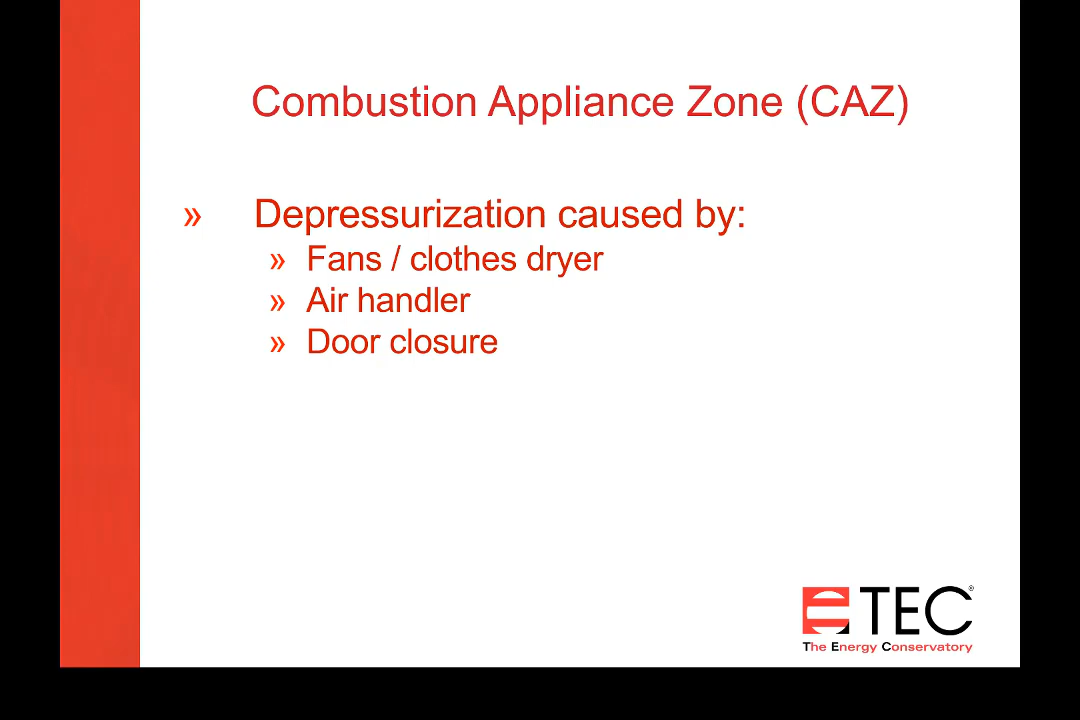 Combustion Appliance Zone (CAZ)
» Depressurization caused by:
» Fans / clothes dryer
» Air handler
» Door closure
TEC®
The Energy Conservatory